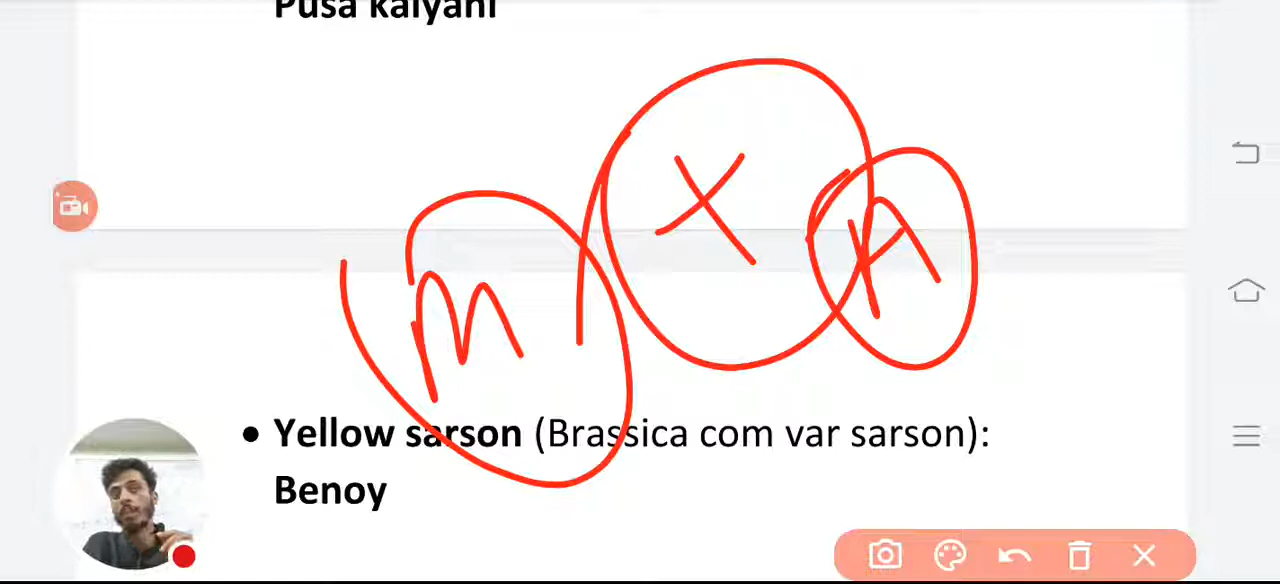 Pusa kalyani
M X A
• Yellow sarson (Brassica com var sarson):
Benoy